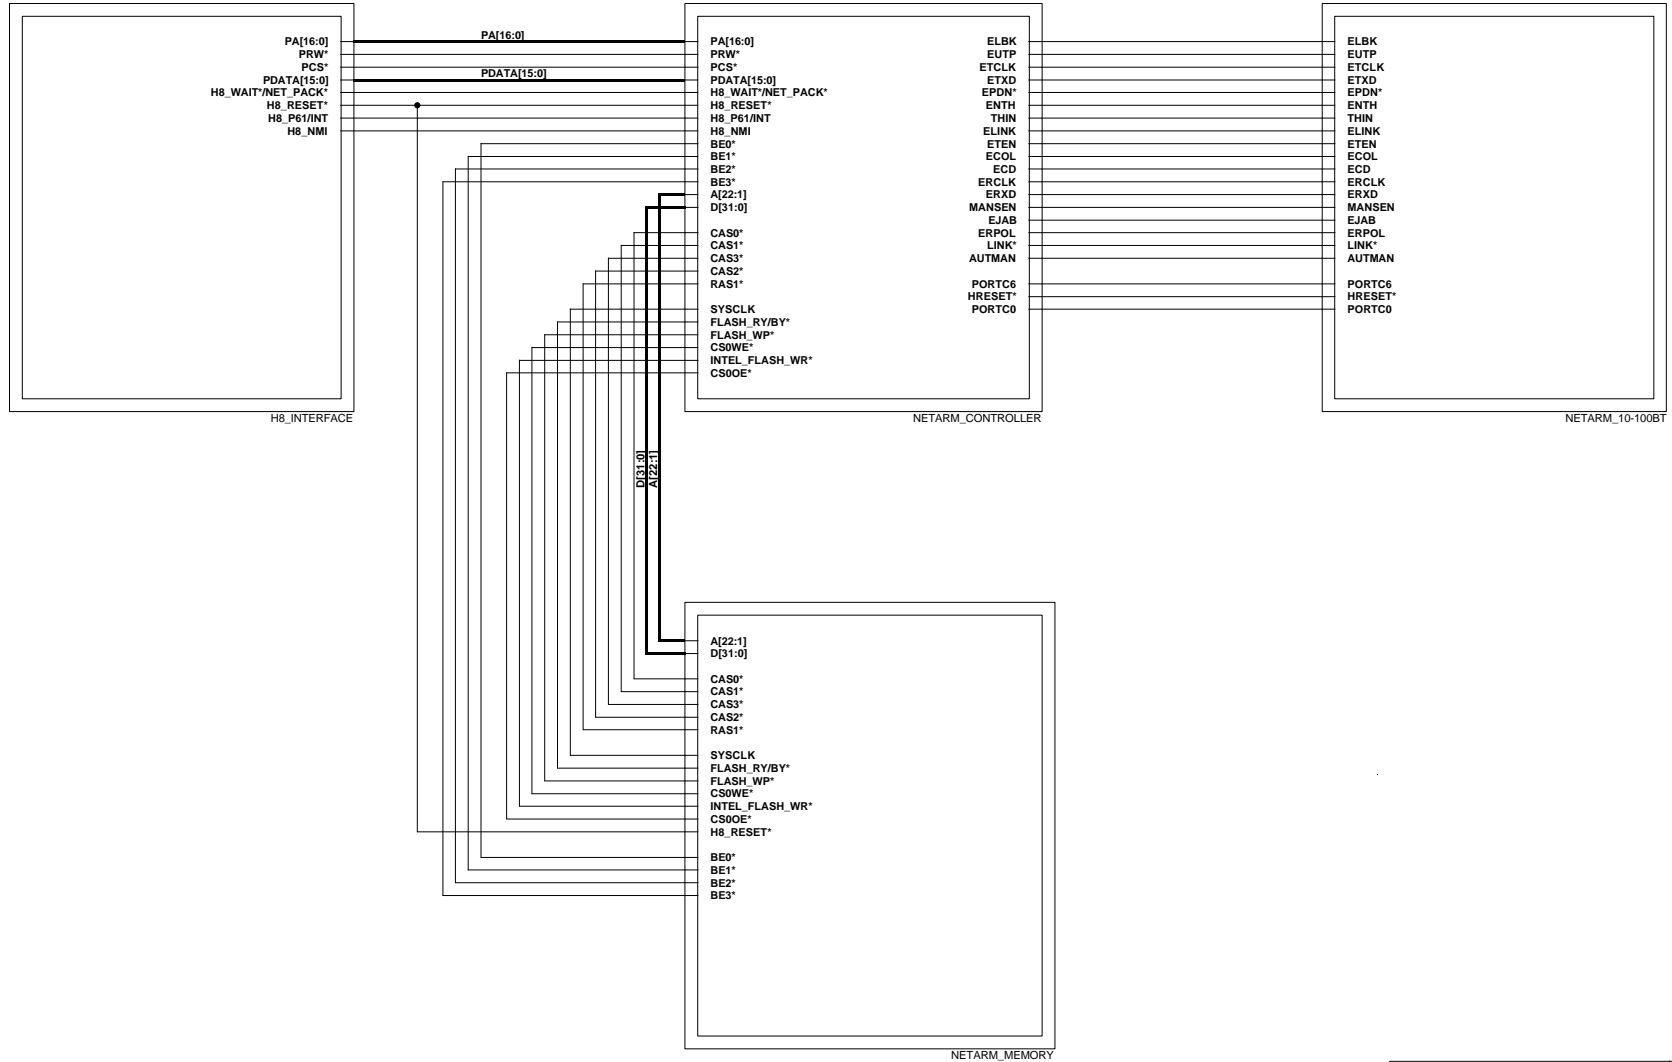 PA[16:0]
PRW*
PCS*
PDATA[15:0]
H8_WAIT*/NET_PACK*
H8_RESET*
H8_P61/INT
H8_NMI
H8_INTERFACE
PA[16:0]
PDATA[15:0]
PA[16:0]
PRW*
PCS*
PDATA[15:0]
H8_WAIT*/NET_PACK*
H8_RESET*
H8_P61/INT
H8_NMI
BE0*
BE1*
BE2*
BE3*
A[22:1]
D[31:0]
CAS0*
CAS1*
CAS3*
CAS2*
RAS1*
SYSCLK
FLASH_RY/BY*
FLASH_WP*
CS0WE*
INTEL_FLASH_WR*
CS0OE*
ELBK
EUTP
ETCLK
ETXD
EPDN*
ENTH
THIN
ELINK
ETEN
ECOL
ECD
ERCLK
ERXD
MANSEN
EJAB
ERPOL
LINK*
AUTMAN
PORTC6
HRESET*
PORTC0
NETARM_CONTROLLER
ELBK
EUTP
ETCLK
ETXD
EPDN*
ENTH
THIN
ELINK
ETEN
ECOL
ECD
ERCLK
ERXD
MANSEN
EJAB
ERPOL
LINK*
AUTMAN
PORTC6
HRESET*
PORTC0
NETARM_10-100BT
D[31:0]
A[22:1]
A[22:1]
D[31:0]
CAS0*
CAS1*
CAS3*
CAS2*
RAS1*
SYSCLK
FLASH_RY/BY*
FLASH_WP*
CS0WE*
INTEL_FLASH_WR*
CS0OE*
H8_RESET*
BE0*
BE1*
BE2*
BE3*
NETARM_MEMORY